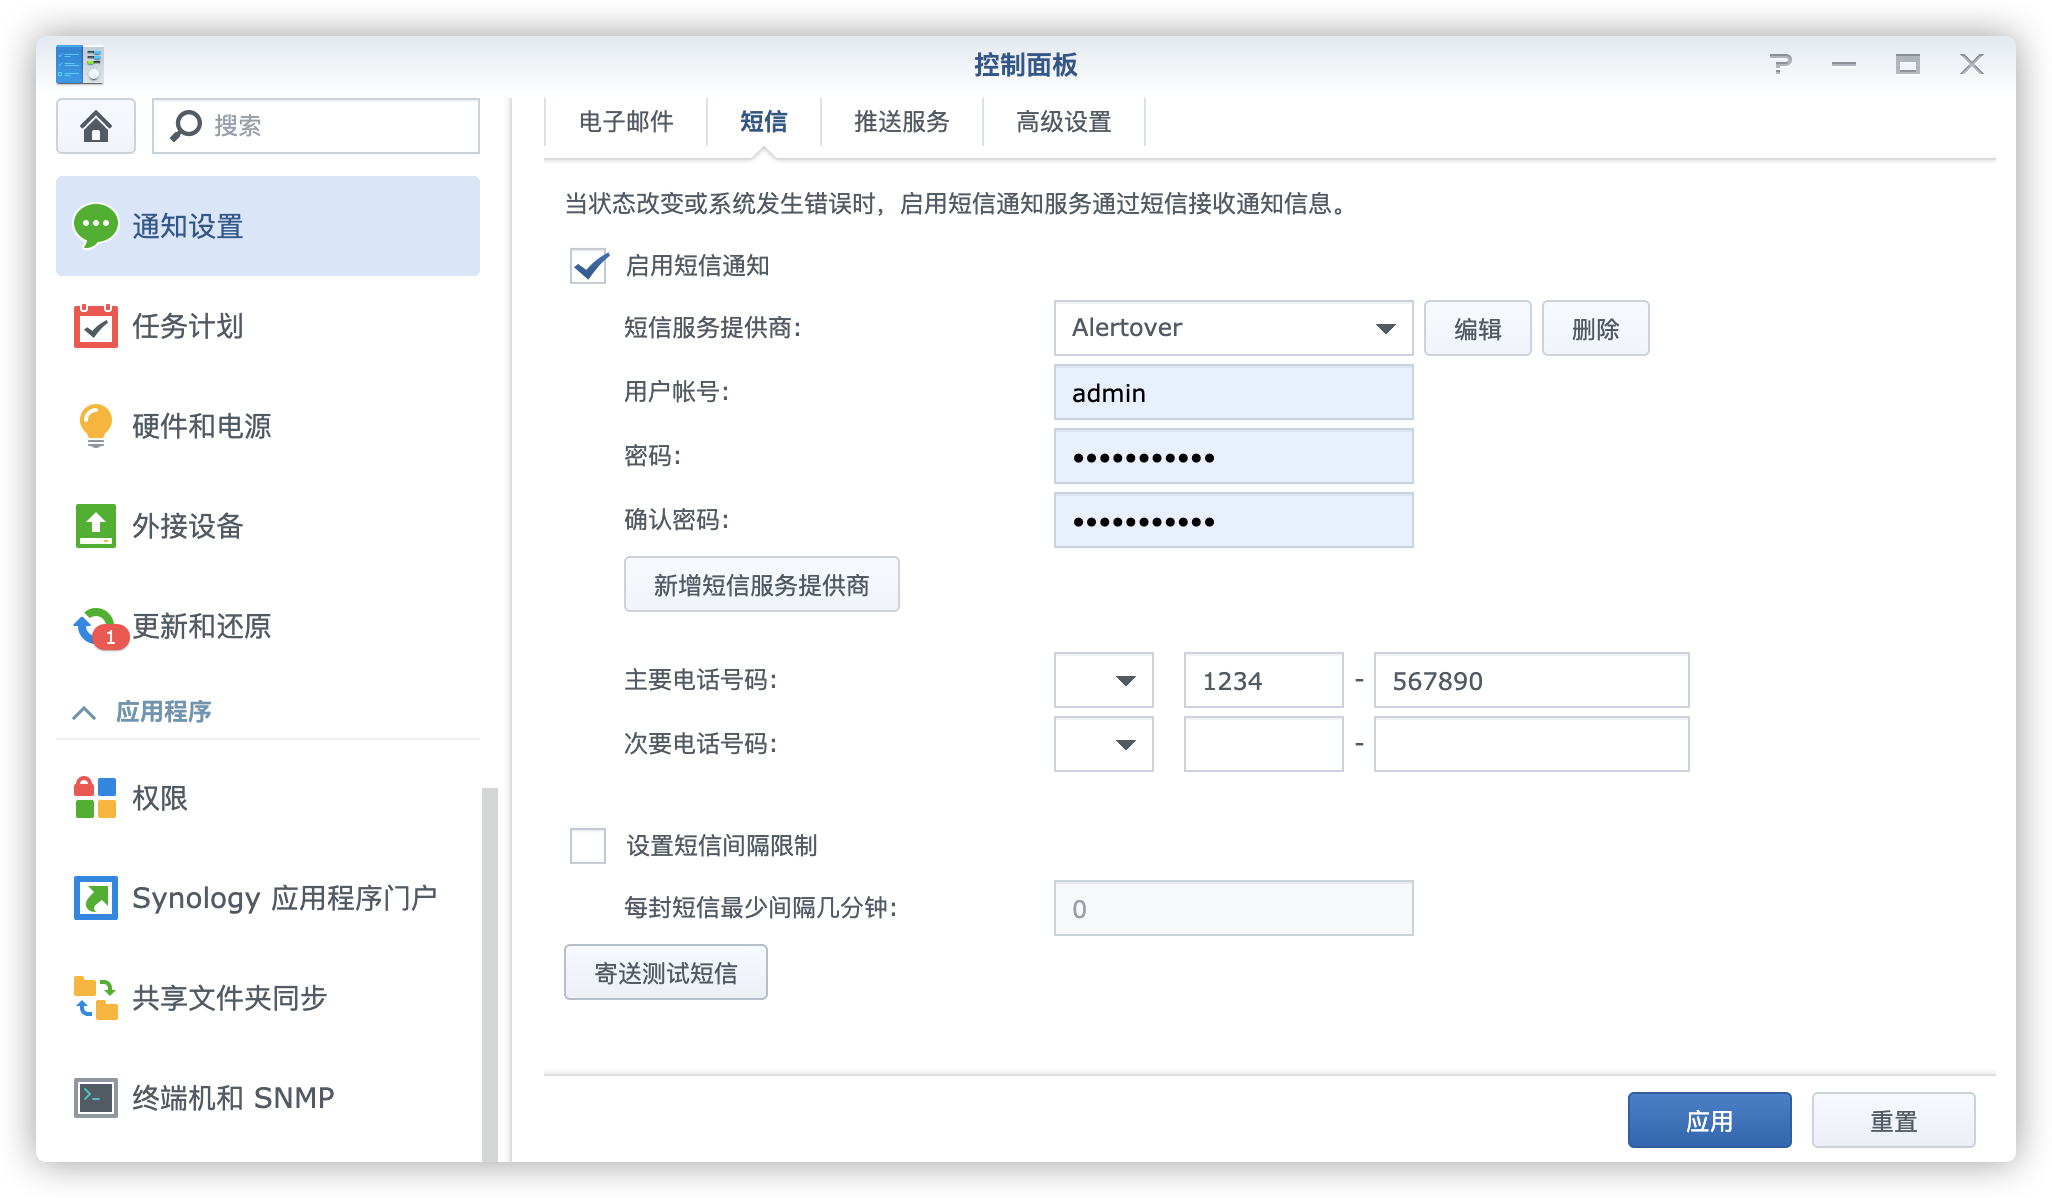 控制面板
搜索
通知设置
任务计划
硬件和电源
外接设备
1
更新和还原
应用程序
权限
Synology 应用程序门户
共享文件夹同步
终端机和 SNMP
电子邮件
短信
推送服务
高级设置
当状态改变或系统发生错误时，启用短信通知服务通过短信接收通知信息。
启用短信通知
短信服务提供商: Alertover 编辑 删除
用户帐号: admin
密码: •••••••••••
确认密码: •••••••••••
新增短信服务提供商
主要电话号码: 1234 - 567890
次要电话号码: -
设置短信间隔限制
每封短信最少间隔几分钟: 0
寄送测试短信
应用 重置